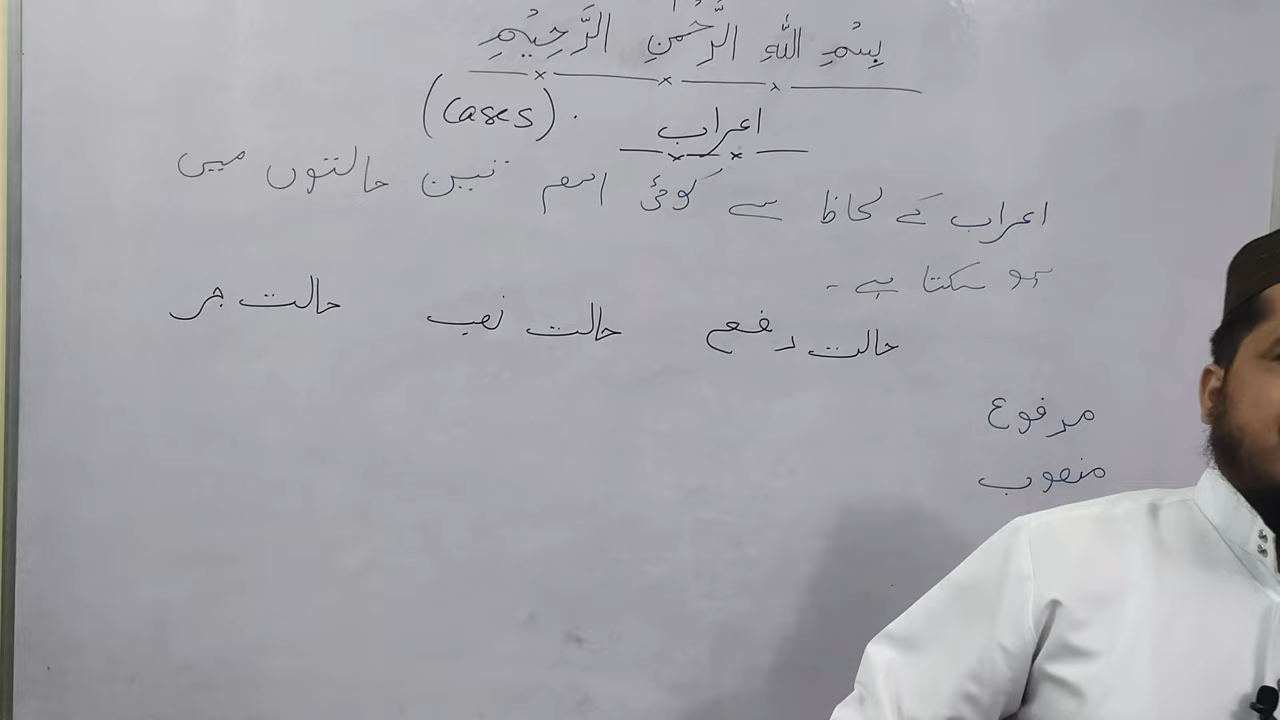 بِسْمِ اللهِ الرَّحْمٰنِ الرَّحِيْمِ
اعراب (Cases)
اعراب کے لحاظ سے کوئی اسم تین حالتوں میں
ہو سکتا ہے۔
حالت رفع حالت نصب حالت جر
مرفوع
منصوب